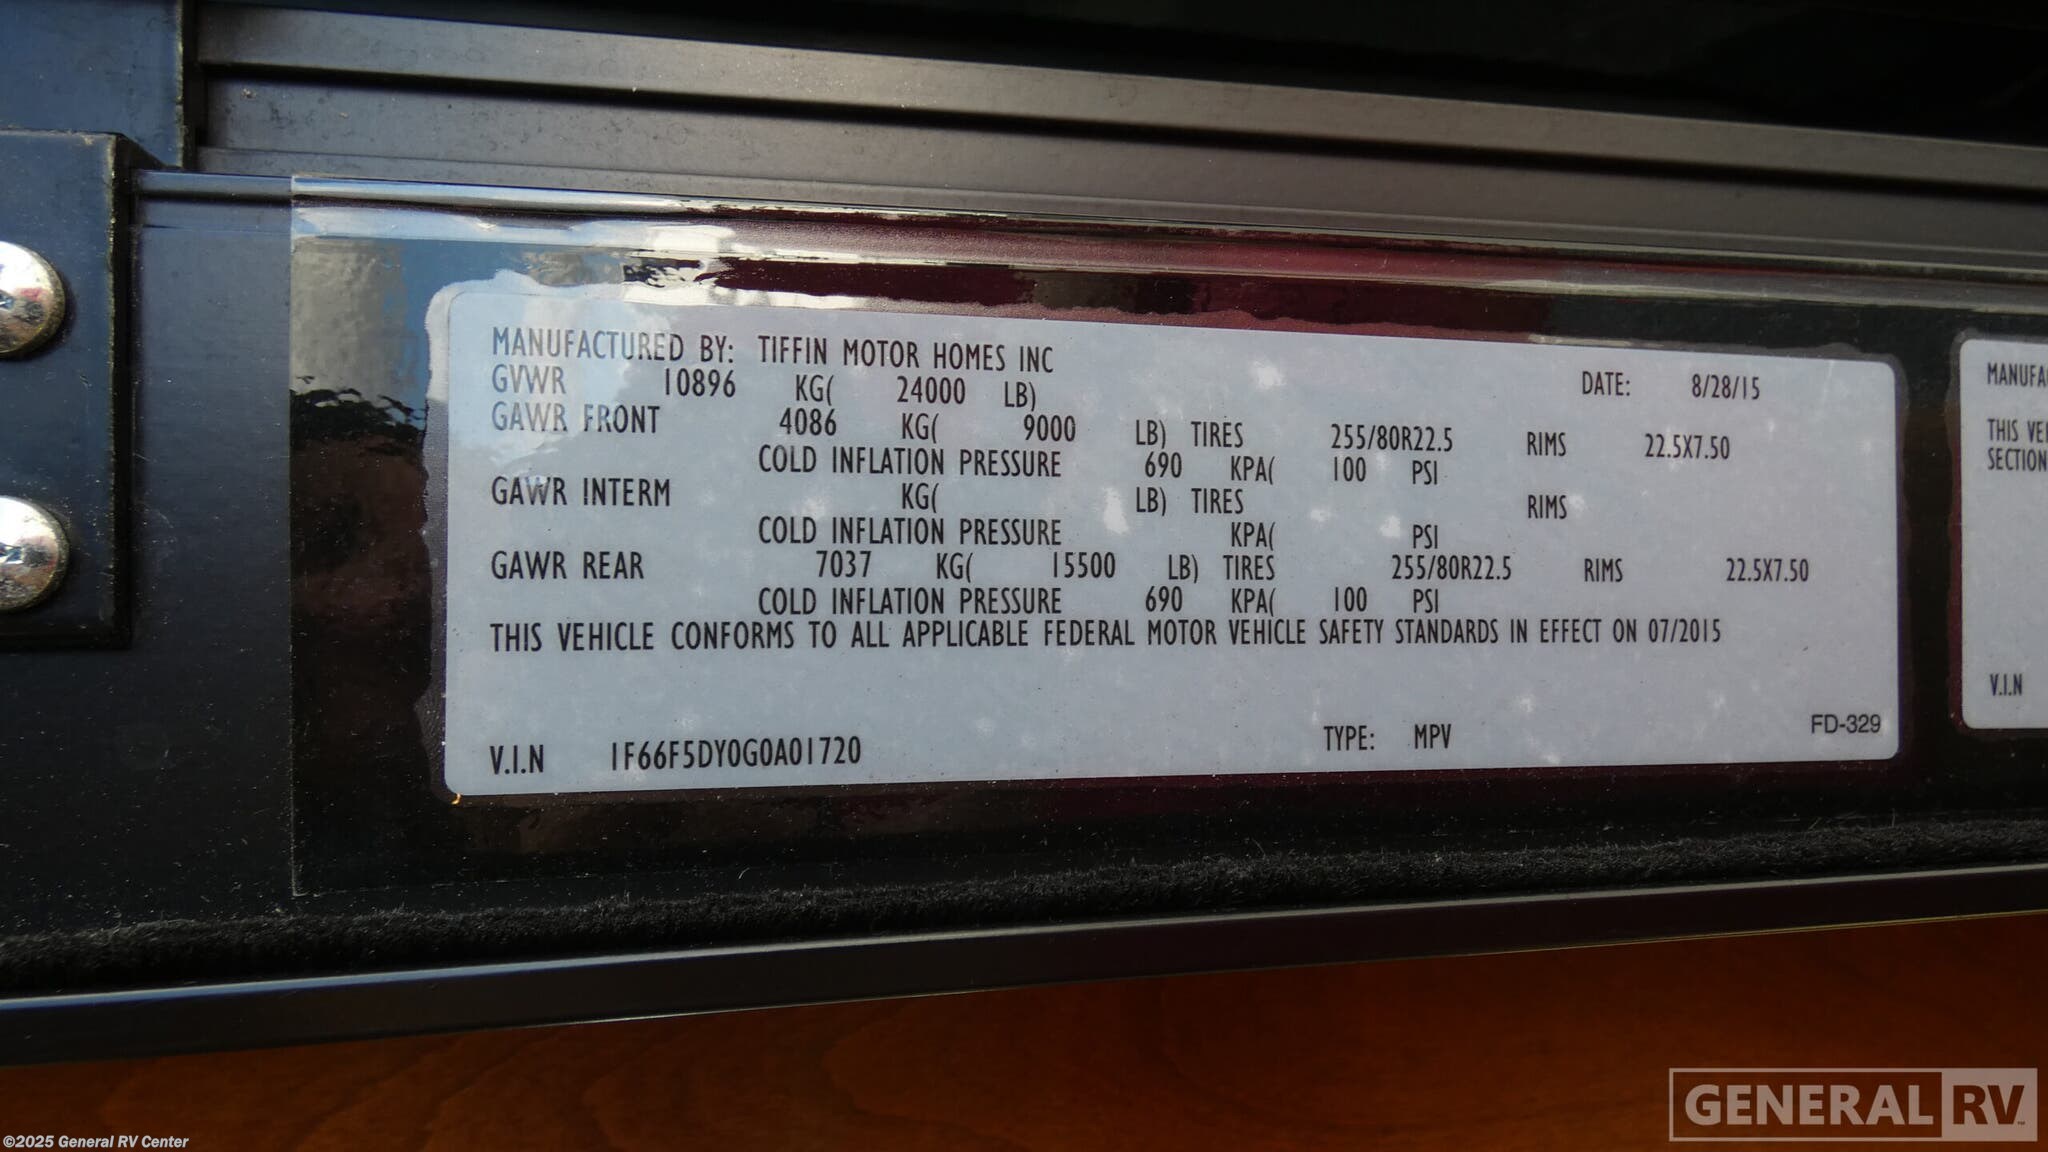 MANUFACTURED BY: TIFFIN MOTOR HOMES INC
GVWR 10896 KG( 24000 LB) DATE: 8/28/15
GAWR FRONT 4086 KG( 9000 LB) TIRES 255/80R22.5 RIMS 22.5X7.50
COLD INFLATION PRESSURE 690 KPA( 100 PSI
GAWR INTERM KG( LB) TIRES RIMS
COLD INFLATION PRESSURE KPA( PSI
GAWR REAR 7037 KG( 15500 LB) TIRES 255/80R22.5 RIMS 22.5X7.50
COLD INFLATION PRESSURE 690 KPA( 100 PSI
THIS VEHICLE CONFORMS TO ALL APPLICABLE FEDERAL MOTOR VEHICLE SAFETY STANDARDS IN EFFECT ON 07/2015
V.I.N 1F66F5DY0G0A01720 TYPE: MPV FD-329
THIS
SECTION
V.I.N
GENERAL RV
©2025 General RV Center